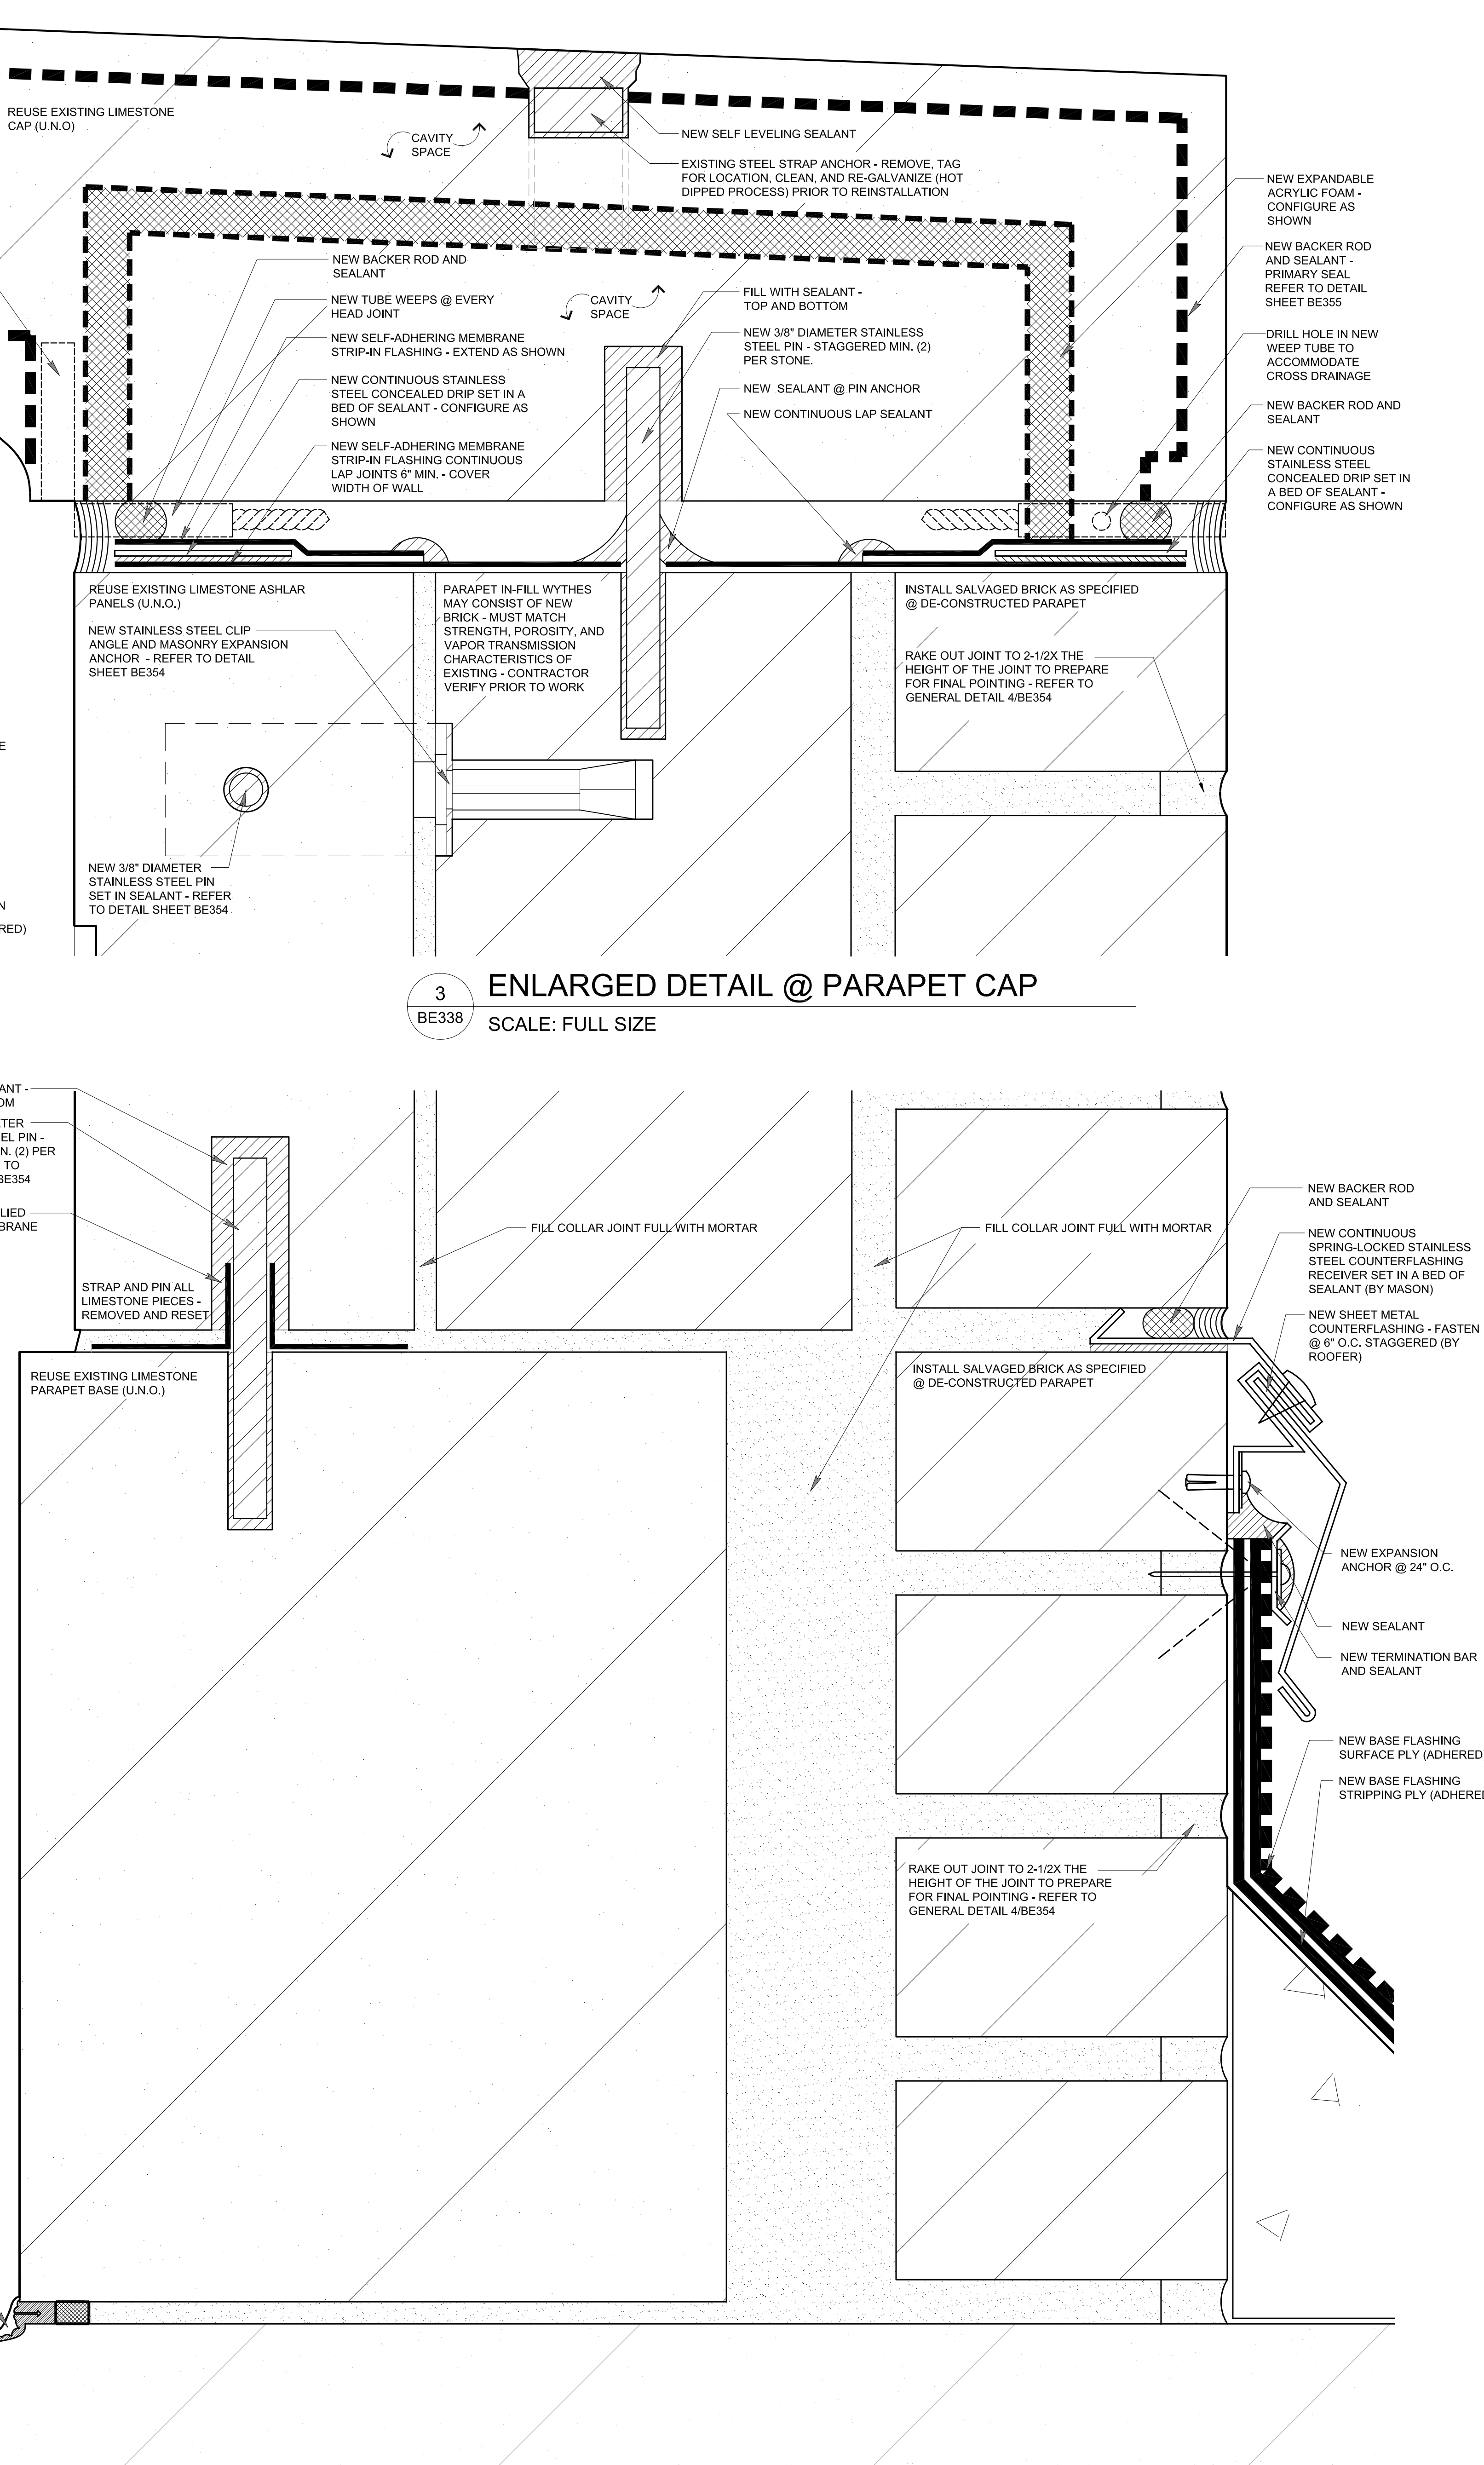 REUSE EXISTING LIMESTONE
CAP (U.N.O)
CAVITY
SPACE
NEW SELF LEVELING SEALANT
EXISTING STEEL STRAP ANCHOR - REMOVE, TAG
FOR LOCATION, CLEAN, AND RE-GALVANIZE (HOT
DIPPED PROCESS) PRIOR TO REINSTALLATION
NEW EXPANDABLE
ACRYLIC FOAM -
CONFIGURE AS
SHOWN
NEW BACKER ROD
AND SEALANT -
PRIMARY SEAL
REFER TO DETAIL
SHEET BE355
DRILL HOLE IN NEW
WEEP TUBE TO
ACCOMMODATE
CROSS DRAINAGE
NEW BACKER ROD AND
SEALANT
NEW CONTINUOUS
STAINLESS STEEL
CONCEALED DRIP SET IN
A BED OF SEALANT -
CONFIGURE AS SHOWN
NEW BACKER ROD AND
SEALANT
NEW TUBE WEEPS @ EVERY
HEAD JOINT
NEW SELF-ADHERING MEMBRANE
STRIP-IN FLASHING - EXTEND AS SHOWN
NEW CONTINUOUS STAINLESS
STEEL CONCEALED DRIP SET IN A
BED OF SEALANT - CONFIGURE AS
SHOWN
NEW SELF-ADHERING MEMBRANE
STRIP-IN FLASHING CONTINUOUS
LAP JOINTS 6" MIN. - COVER
WIDTH OF WALL
CAVITY
SPACE
FILL WITH SEALANT -
TOP AND BOTTOM
NEW 3/8" DIAMETER STAINLESS
STEEL PIN - STAGGERED MIN. (2)
PER STONE.
NEW SEALANT @ PIN ANCHOR
NEW CONTINUOUS LAP SEALANT
REUSE EXISTING LIMESTONE ASHLAR
PANELS (U.N.O.)
NEW STAINLESS STEEL CLIP
ANGLE AND MASONRY EXPANSION
ANCHOR - REFER TO DETAIL
SHEET BE354
PARAPET IN-FILL WYTHES
MAY CONSIST OF NEW
BRICK - MUST MATCH
STRENGTH, POROSITY, AND
VAPOR TRANSMISSION
CHARACTERISTICS OF
EXISTING - CONTRACTOR
VERIFY PRIOR TO WORK
INSTALL SALVAGED BRICK AS SPECIFIED
@ DE-CONSTRUCTED PARAPET
RAKE OUT JOINT TO 2-1/2X THE
HEIGHT OF THE JOINT TO PREPARE
FOR FINAL POINTING - REFER TO
GENERAL DETAIL 4/BE354
E
NEW 3/8" DIAMETER
STAINLESS STEEL PIN
SET IN SEALANT - REFER
TO DETAIL SHEET BE354
N
RED)
3
BE338
ENLARGED DETAIL @ PARAPET CAP
SCALE: FULL SIZE
ANT -
OM
TER
EL PIN -
N. (2) PER
TO
BE354
LIED
BRANE
STRAP AND PIN ALL
LIMESTONE PIECES -
REMOVED AND RESET
FILL COLLAR JOINT FULL WITH MORTAR
FILL COLLAR JOINT FULL WITH MORTAR
NEW BACKER ROD
AND SEALANT
NEW CONTINUOUS
SPRING-LOCKED STAINLESS
STEEL COUNTERFLASHING
RECEIVER SET IN A BED OF
SEALANT (BY MASON)
NEW SHEET METAL
COUNTERFLASHING - FASTEN
@ 6" O.C. STAGGERED (BY
ROOFER)
REUSE EXISTING LIMESTONE
PARAPET BASE (U.N.O.)
INSTALL SALVAGED BRICK AS SPECIFIED
@ DE-CONSTRUCTED PARAPET
NEW EXPANSION
ANCHOR @ 24" O.C.
NEW SEALANT
NEW TERMINATION BAR
AND SEALANT
NEW BASE FLASHING
SURFACE PLY (ADHERED
NEW BASE FLASHING
STRIPPING PLY (ADHERE
RAKE OUT JOINT TO 2-1/2X THE
HEIGHT OF THE JOINT TO PREPARE
FOR FINAL POINTING - REFER TO
GENERAL DETAIL 4/BE354